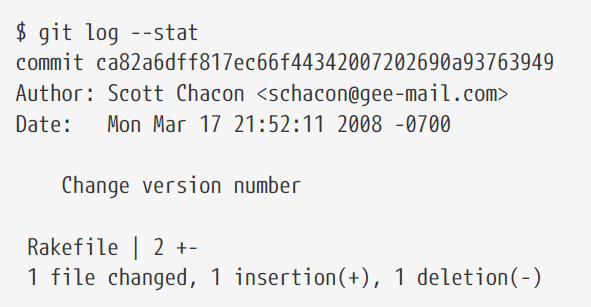 $ git log --stat
commit ca82a6dff817ec66f44342007202690a93763949
Author: Scott Chacon <schacon@gee-mail.com>
Date:   Mon Mar 17 21:52:11 2008 -0700

    Change version number

 Rakefile | 2 +-
 1 file changed, 1 insertion(+), 1 deletion(-)